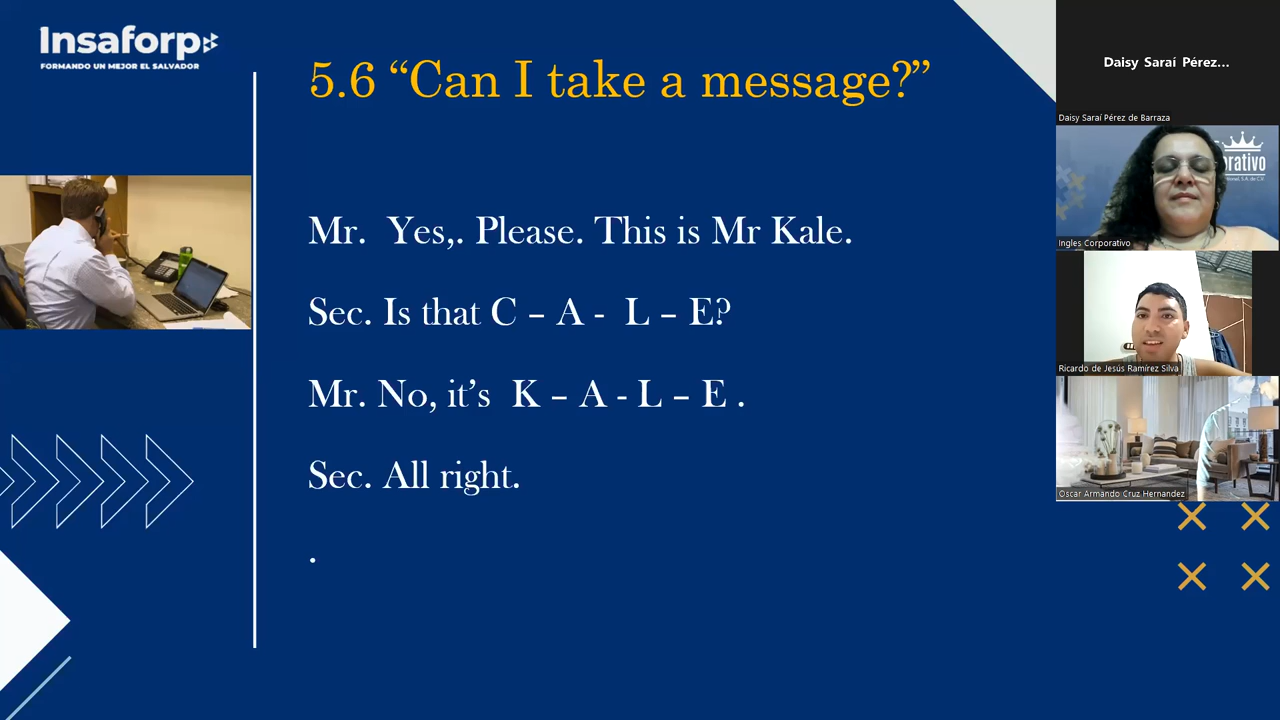 Insaforp
FORMANDO UN MEJOR EL SALVADOR
5.6 “Can I take a message?”
Mr.  Yes,. Please. This is Mr Kale.
Sec. Is that C – A -  L – E?
Mr. No, it’s  K – A - L – E .
Sec. All right.
.
Daisy Saraí Pérez...
Daisy Saraí Pérez de Barraza
orativo
Ingles Corporativo
Ricardo de Jesús Ramírez Silva
Oscar Armando Cruz Hernandez